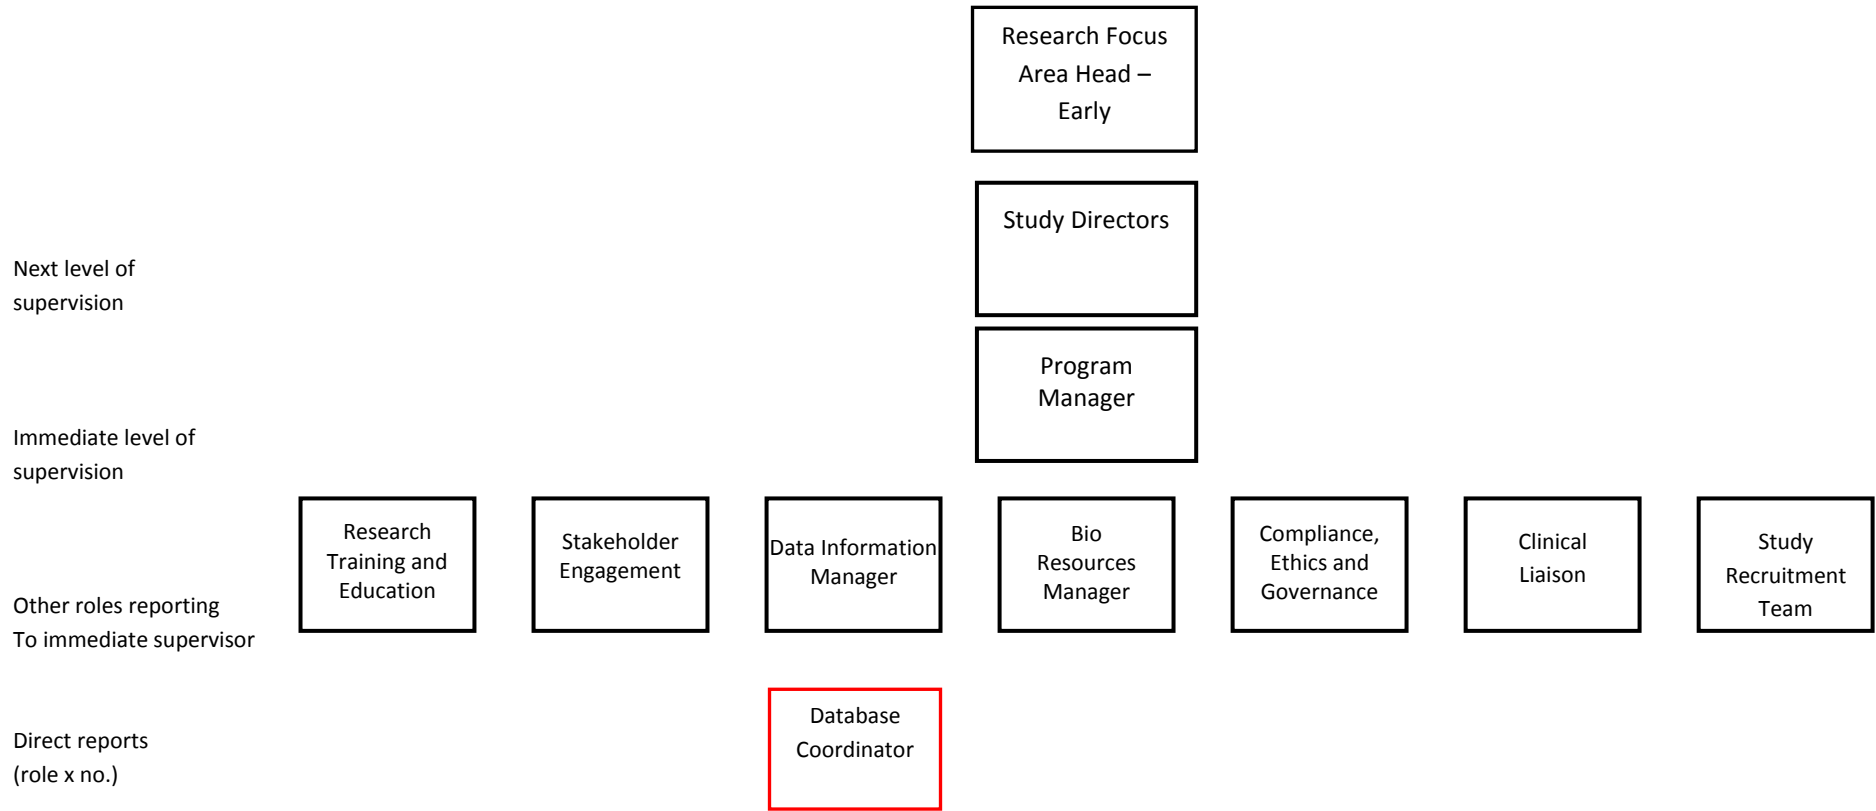 Research Focus
Area Head –
Early
Study Directors
Next level of
supervision
Program
Manager
Immediate level of
supervision
Research
Training and
Education
Stakeholder
Engagement
Data Information
Manager
Bio
Resources
Manager
Compliance,
Ethics and
Governance
Clinical
Liaison
Study
Recruitment
Team
Other roles reporting
To immediate supervisor
Database
Coordinator
Direct reports
(role x no.)